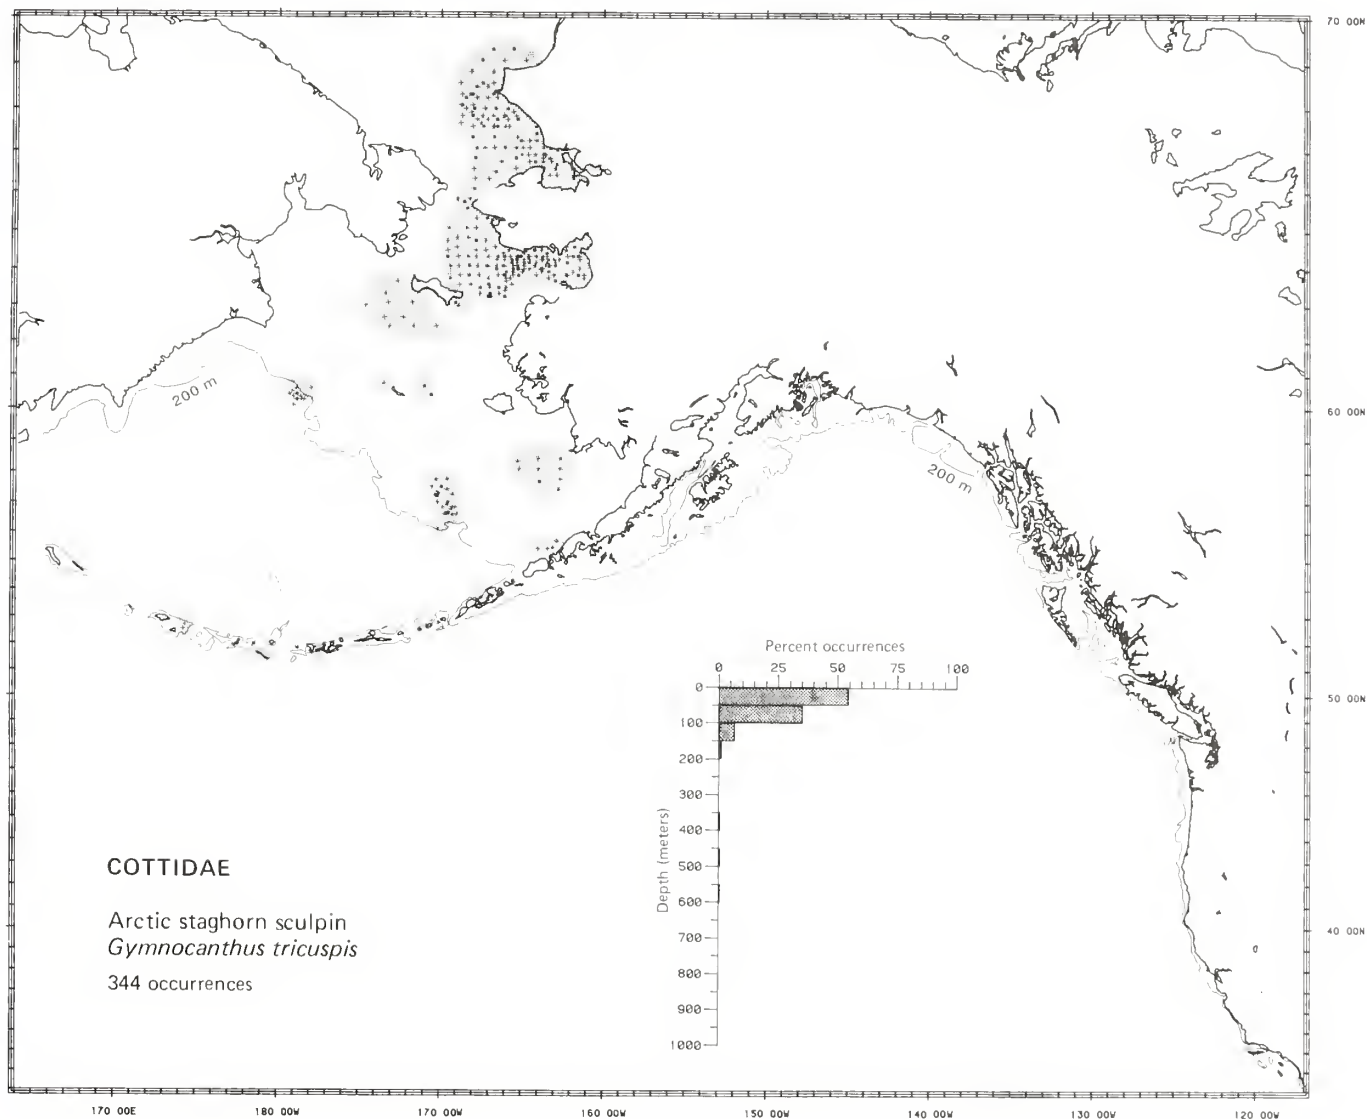 70 00N
200 m
60 00N
200 m
Percent occurrences
0 25 50 75 100
0
50 00N
100
200
300
400
500
600
700
800
900
1000
Depth (meters)
COTTIDAE
Arctic staghorn sculpin
Gymnocanthus tricuspis
344 occurrences
40 00N
170 00E 180 00W 170 00W 160 00W 150 00W 140 00W 130 00W 120 00W